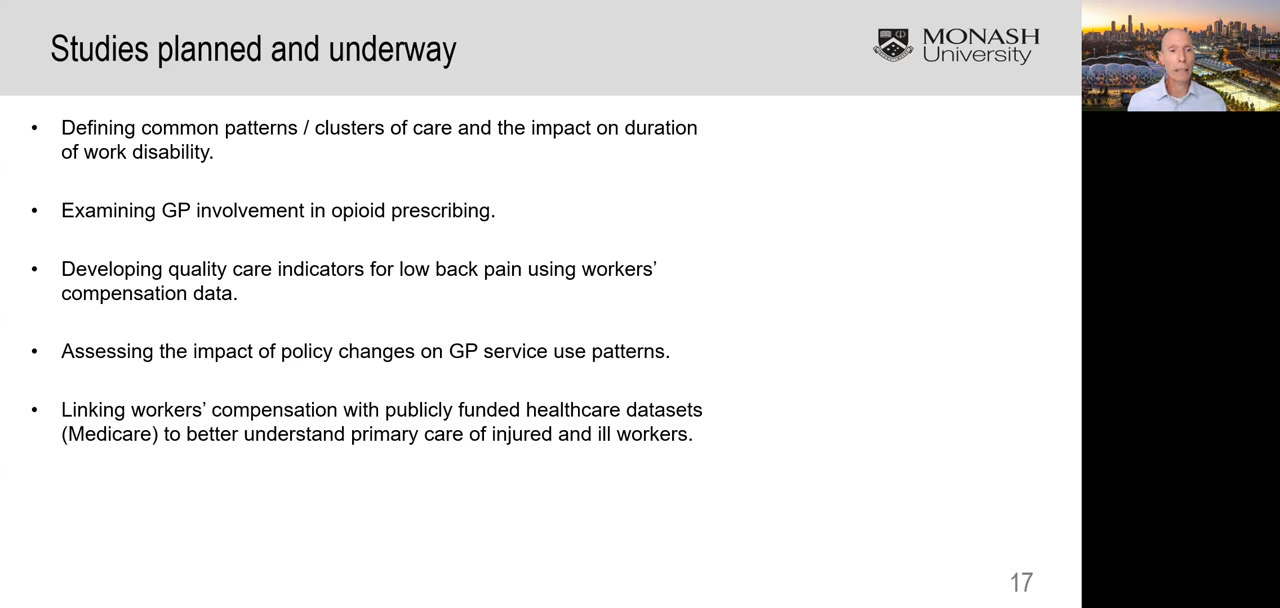 Studies planned and underway
MONASH
University
• Defining common patterns / clusters of care and the impact on duration
of work disability.
• Examining GP involvement in opioid prescribing.
• Developing quality care indicators for low back pain using workers’
compensation data.
• Assessing the impact of policy changes on GP service use patterns.
• Linking workers’ compensation with publicly funded healthcare datasets
(Medicare) to better understand primary care of injured and ill workers.
17